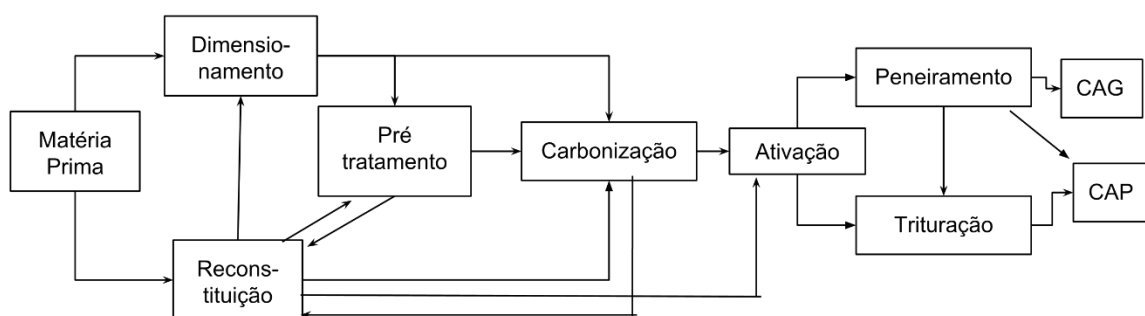 Dimensio-
namento
Matéria
Prima
Pré
tratamento
Recons-
tituição
Carbonização
Ativação
Peneiramento
Trituração
CAG
CAP